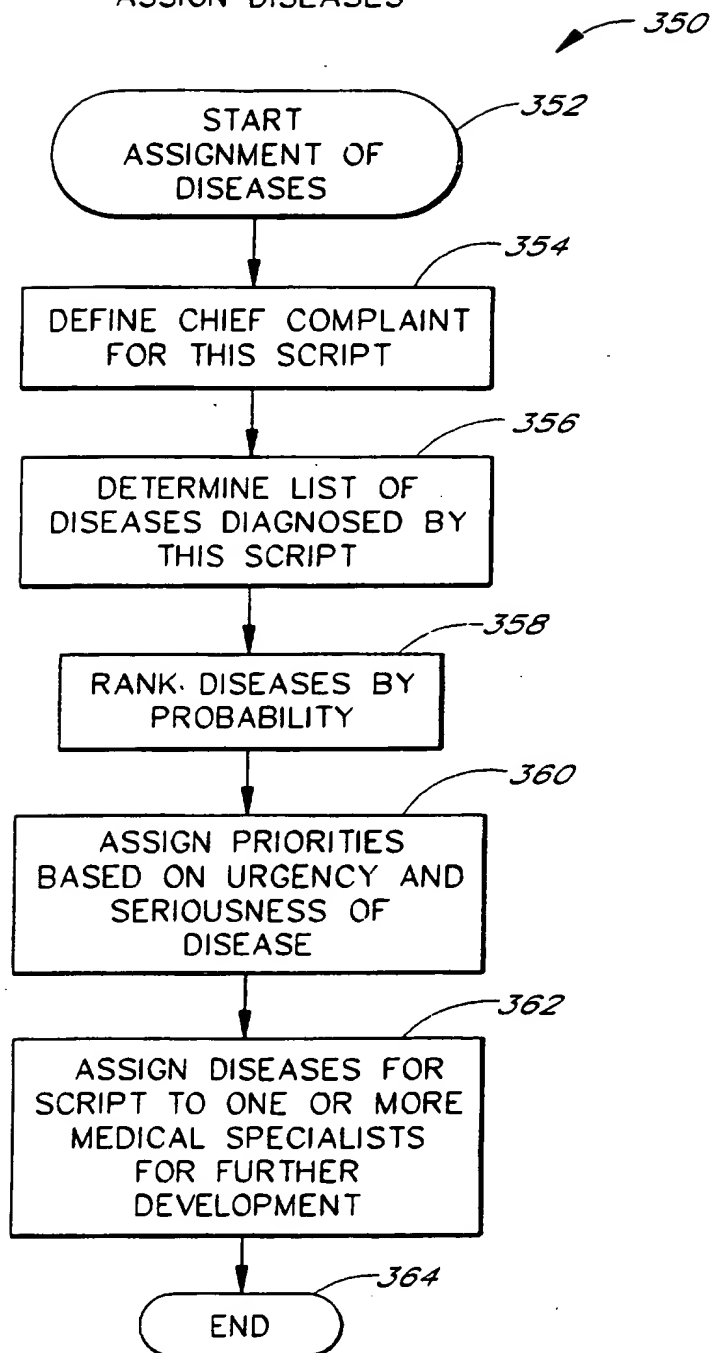 ASSIGN DISEASES
350
352
START
ASSIGNMENT OF
DISEASES
354
DEFINE CHIEF COMPLAINT
FOR THIS SCRIPT
356
DETERMINE LIST OF
DISEASES DIAGNOSED BY
THIS SCRIPT
358
RANK DISEASES BY
PROBABILITY
360
ASSIGN PRIORITIES
BASED ON URGENCY AND
SERIOUSNESS OF
DISEASE
362
ASSIGN DISEASES FOR
SCRIPT TO ONE OR MORE
MEDICAL SPECIALISTS
FOR FURTHER
DEVELOPMENT
364
END